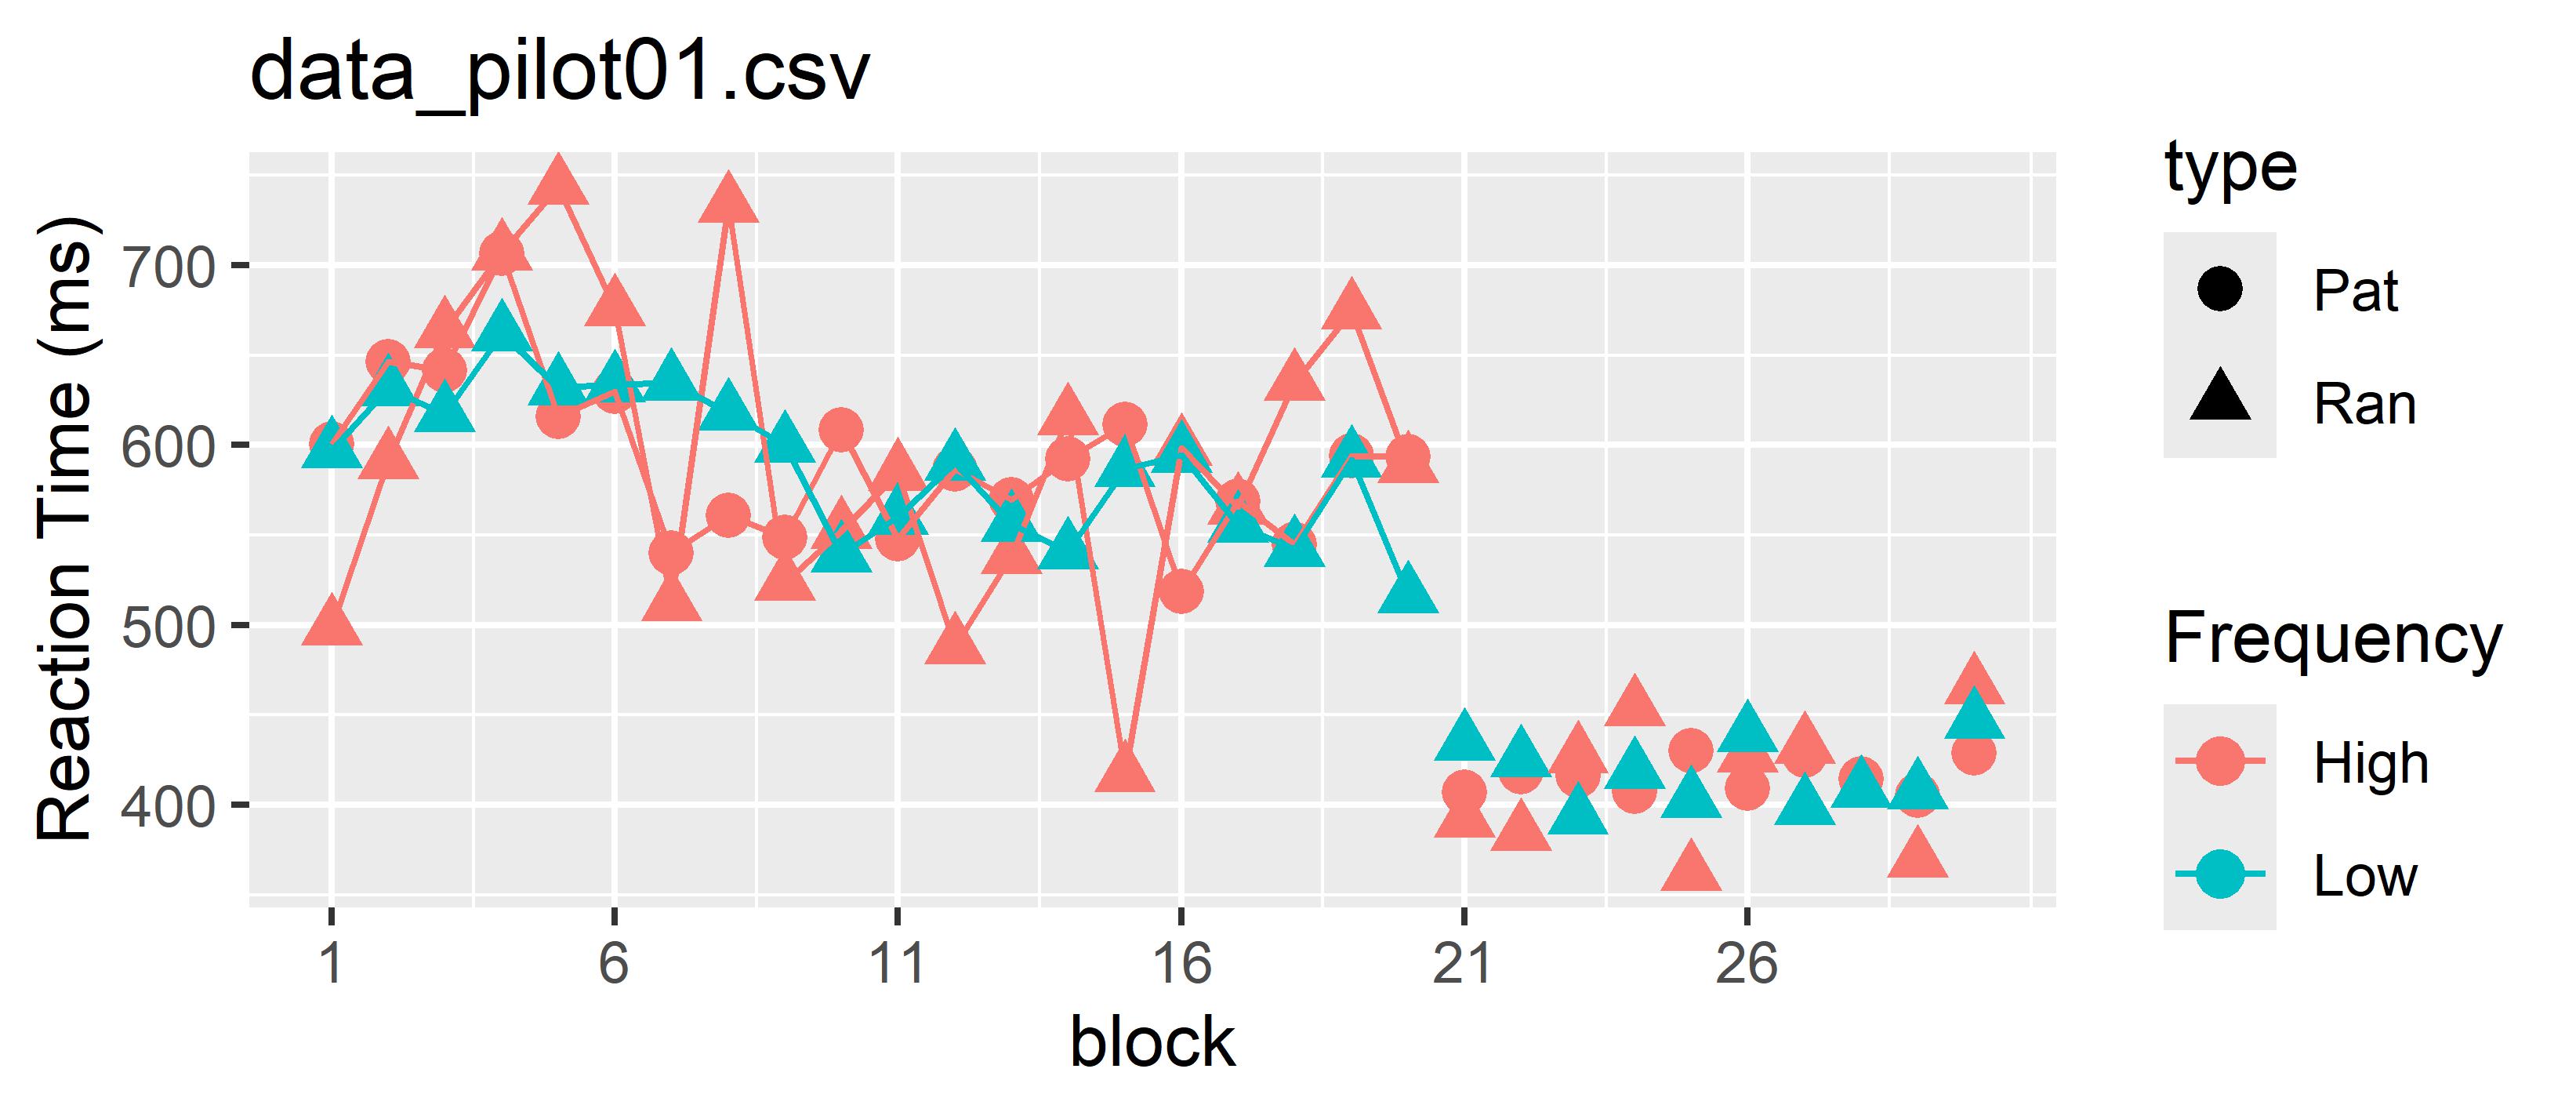 data_pilot01.csv
Reaction Time (ms)
700
600
500
400
1
6
11
16
21
26
block
type
Pat
Ran
Frequency
High
Low